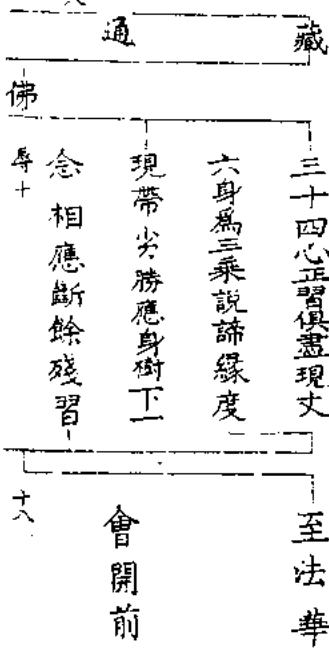 藏
通
佛
三十四心正習俱盡現丈
六身爲三乘說諦緣度
現帶劣勝應身樹下一
念相應斷餘殘習
辱十
至法華
會開前
十八